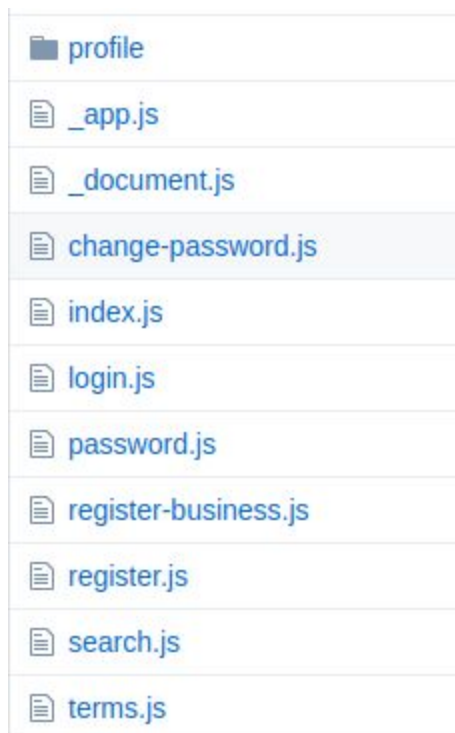 profile
_app.js
_document.js
change-password.js
index.js
login.js
password.js
register-business.js
register.js
search.js
terms.js